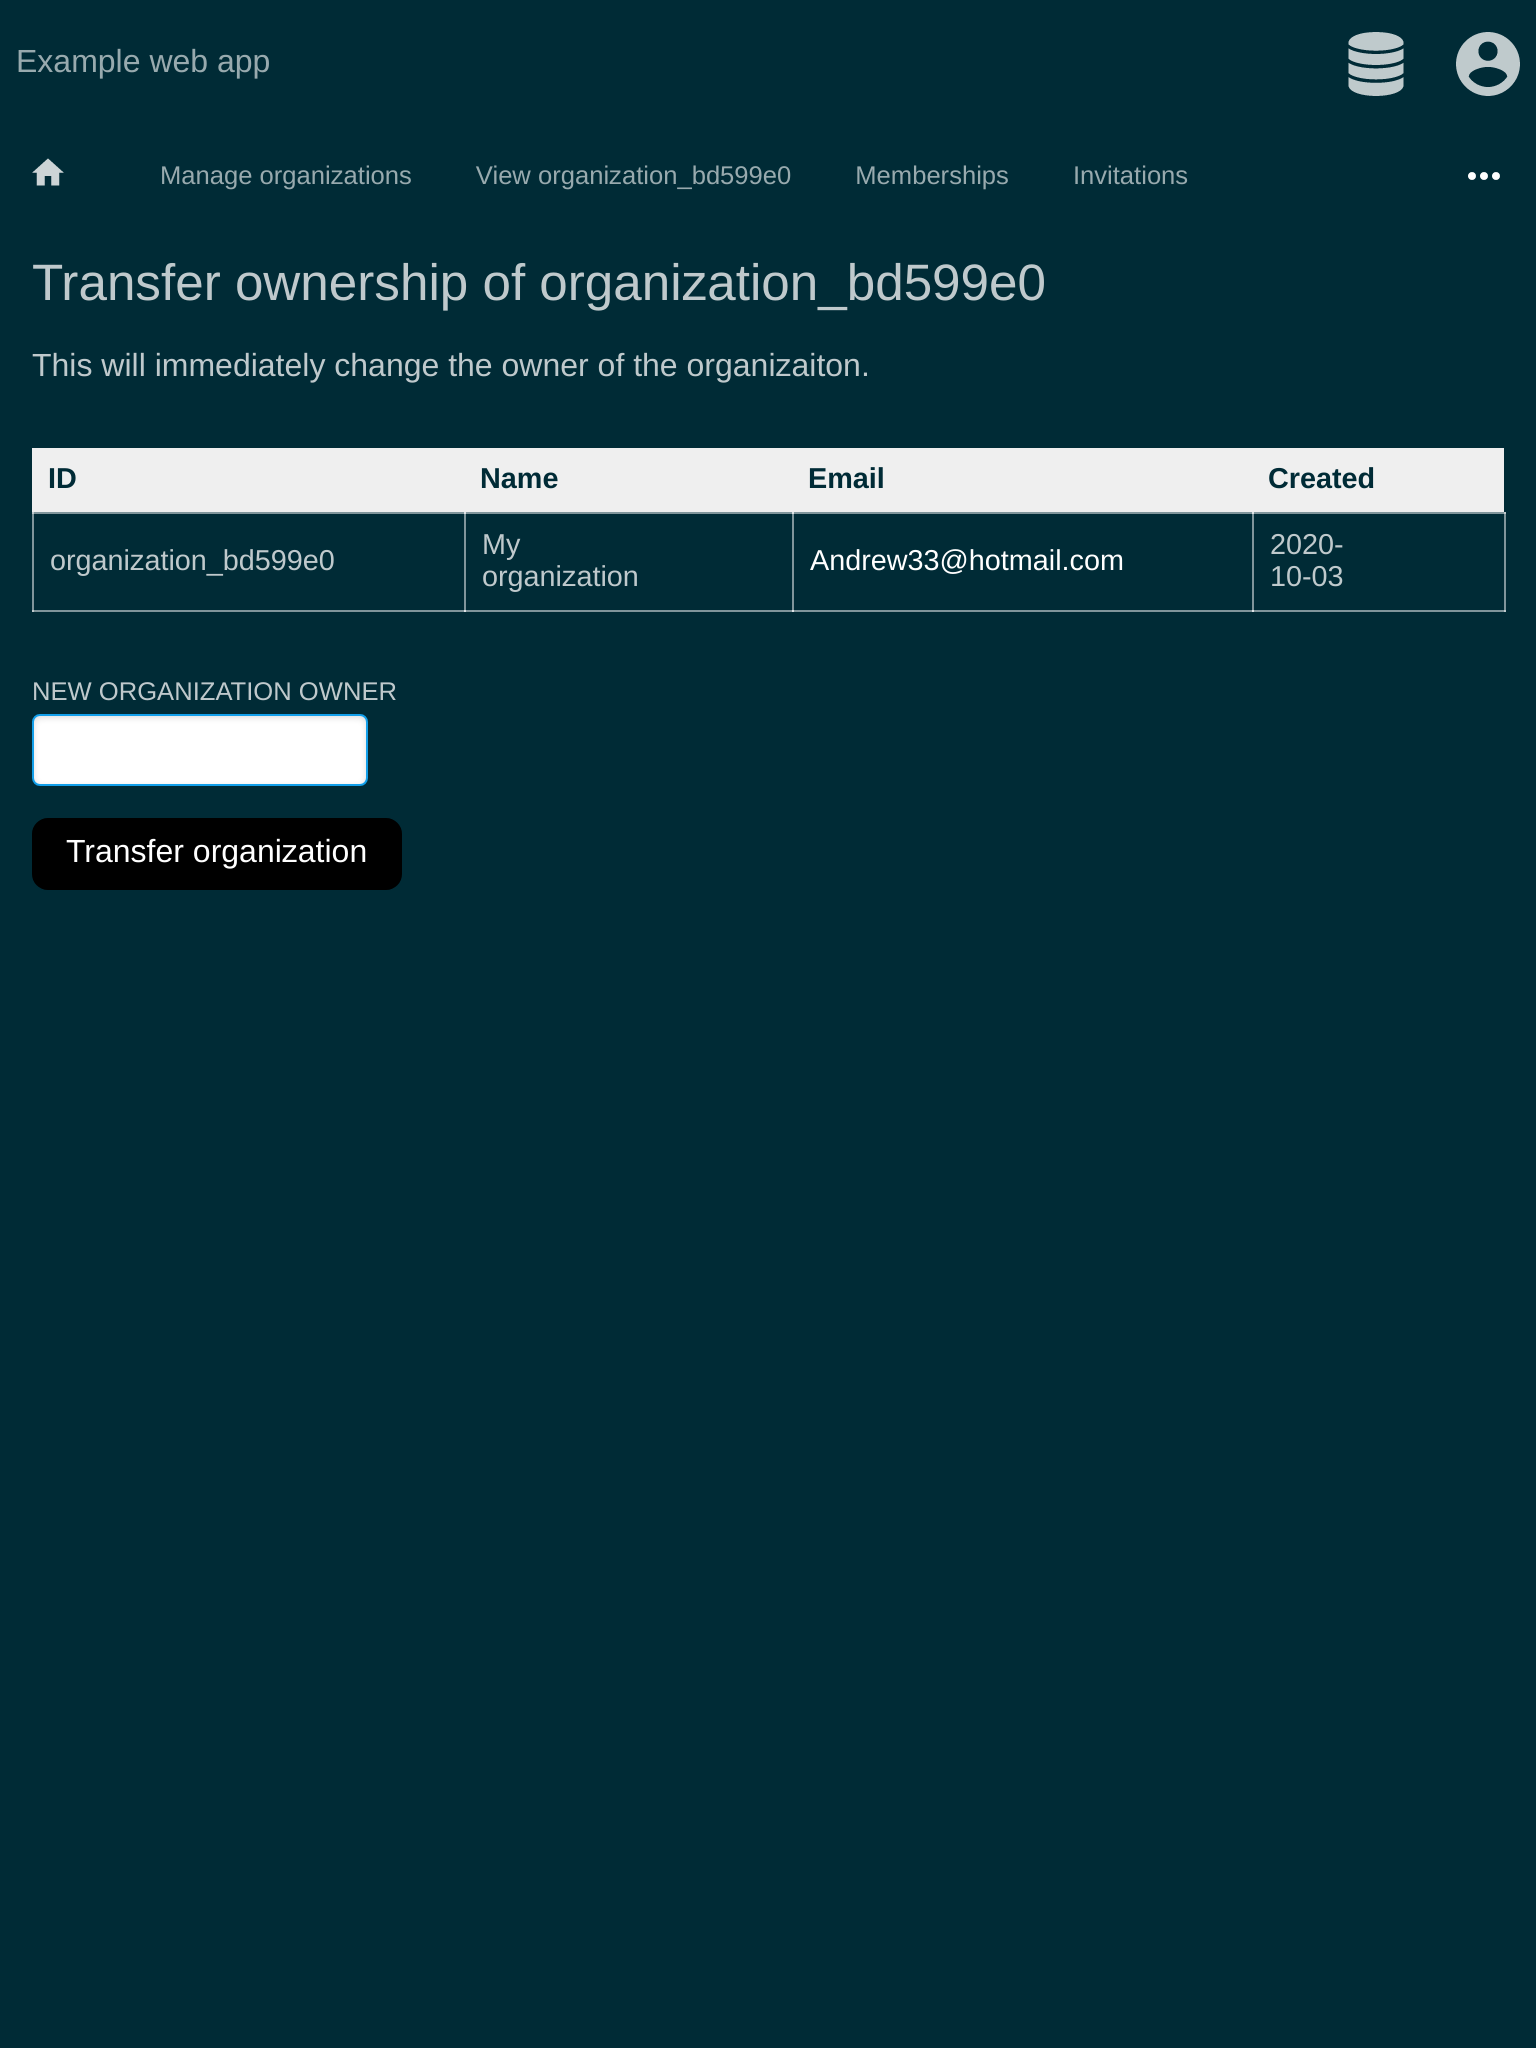 Example web app
Manage organizations View organization_bd599e0 Memberships Invitations
Transfer ownership of organization_bd599e0
This will immediately change the owner of the organizaiton.
ID Name Email Created
organization_bd599e0
My
organization
Andrew33@hotmail.com
2020-
10-03
NEW ORGANIZATION OWNER
Transfer organization